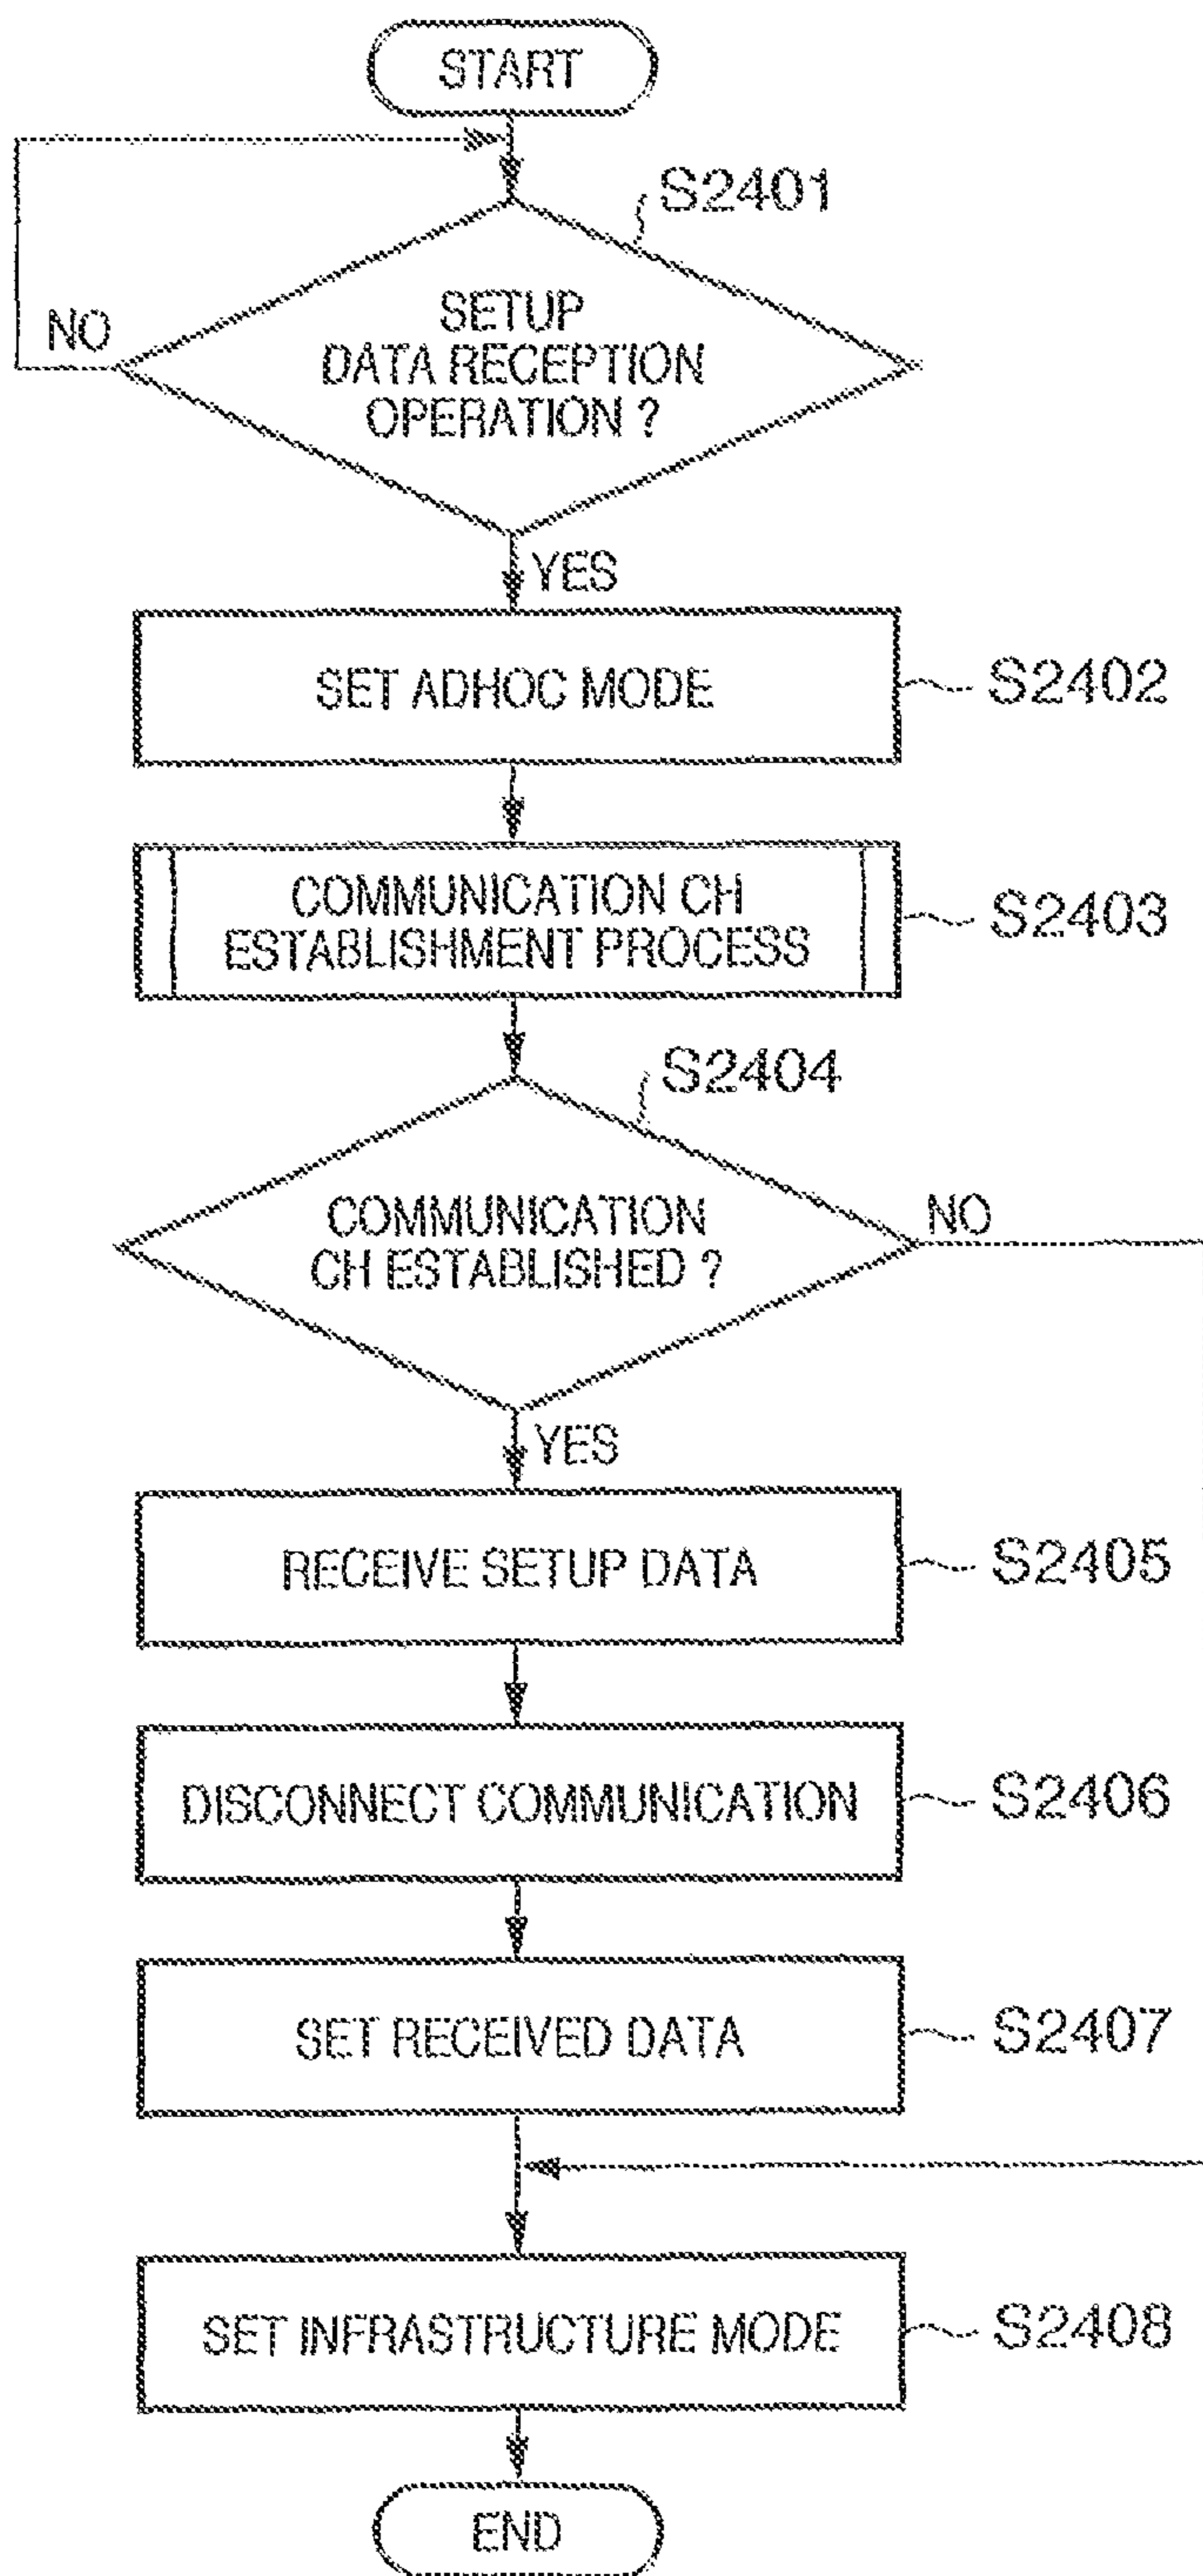 START
S2401
SETUP
DATA RECEPTION
OPERATION ?
NO
YES
SET ADHOC MODE
S2402
COMMUNICATION CH
ESTABLISHMENT PROCESS
S2403
S2404
COMMUNICATION
CH ESTABLISHED ?
NO
YES
RECEIVE SETUP DATA
S2405
DISCONNECT COMMUNICATION
S2406
SET RECEIVED DATA
S2407
SET INFRASTRUCTURE MODE
S2408
END